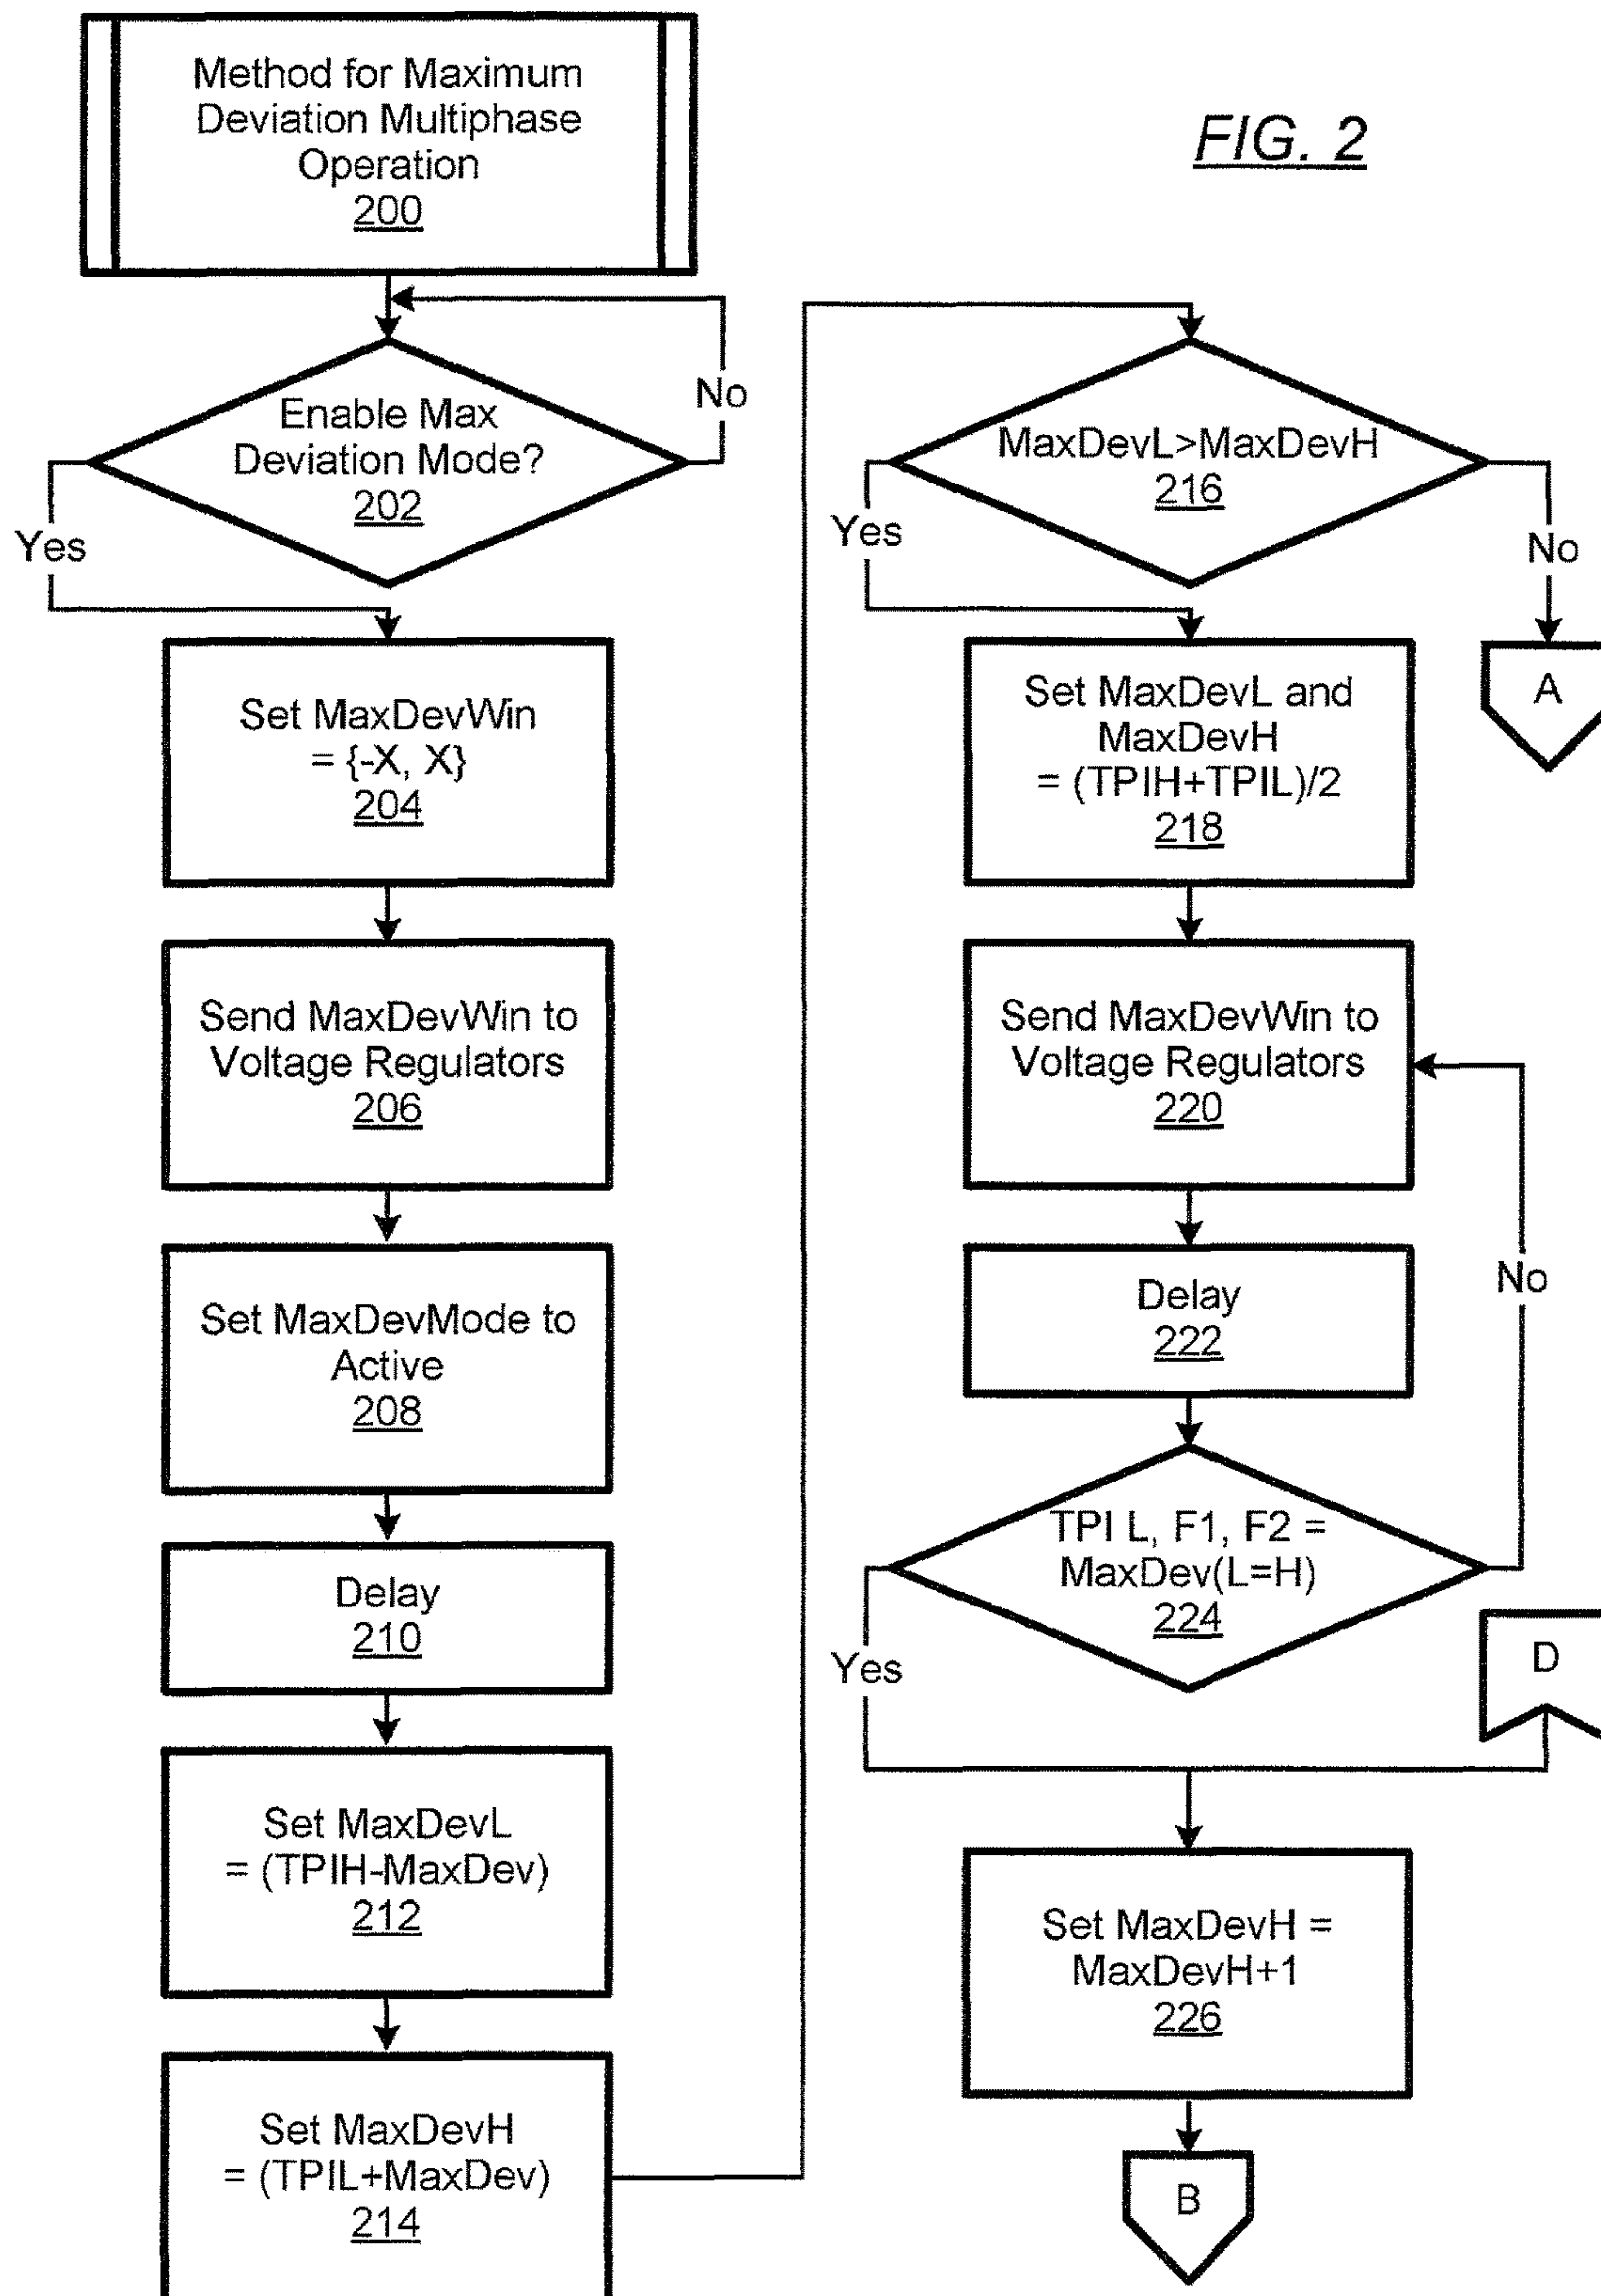 Method for Maximum
Deviation Multiphase
Operation
200
FIG. 2
Enable Max
Deviation Mode?
202
No
Yes
Set MaxDevWin
= {-X, X}
204
Send MaxDevWin to
Voltage Regulators
206
Set MaxDevMode to
Active
208
Delay
210
Set MaxDevL
= (TPIH-MaxDev)
212
Set MaxDevH
= (TPIL+MaxDev)
214
MaxDevL>MaxDevH
216
Yes
No
A
Set MaxDevL and
MaxDevH
= (TPIH+TPIL)/2
218
Send MaxDevWin to
Voltage Regulators
220
Delay
222
No
TPI L, F1, F2 =
MaxDev(L=H)
224
Yes
D
Set MaxDevH =
MaxDevH+1
226
B